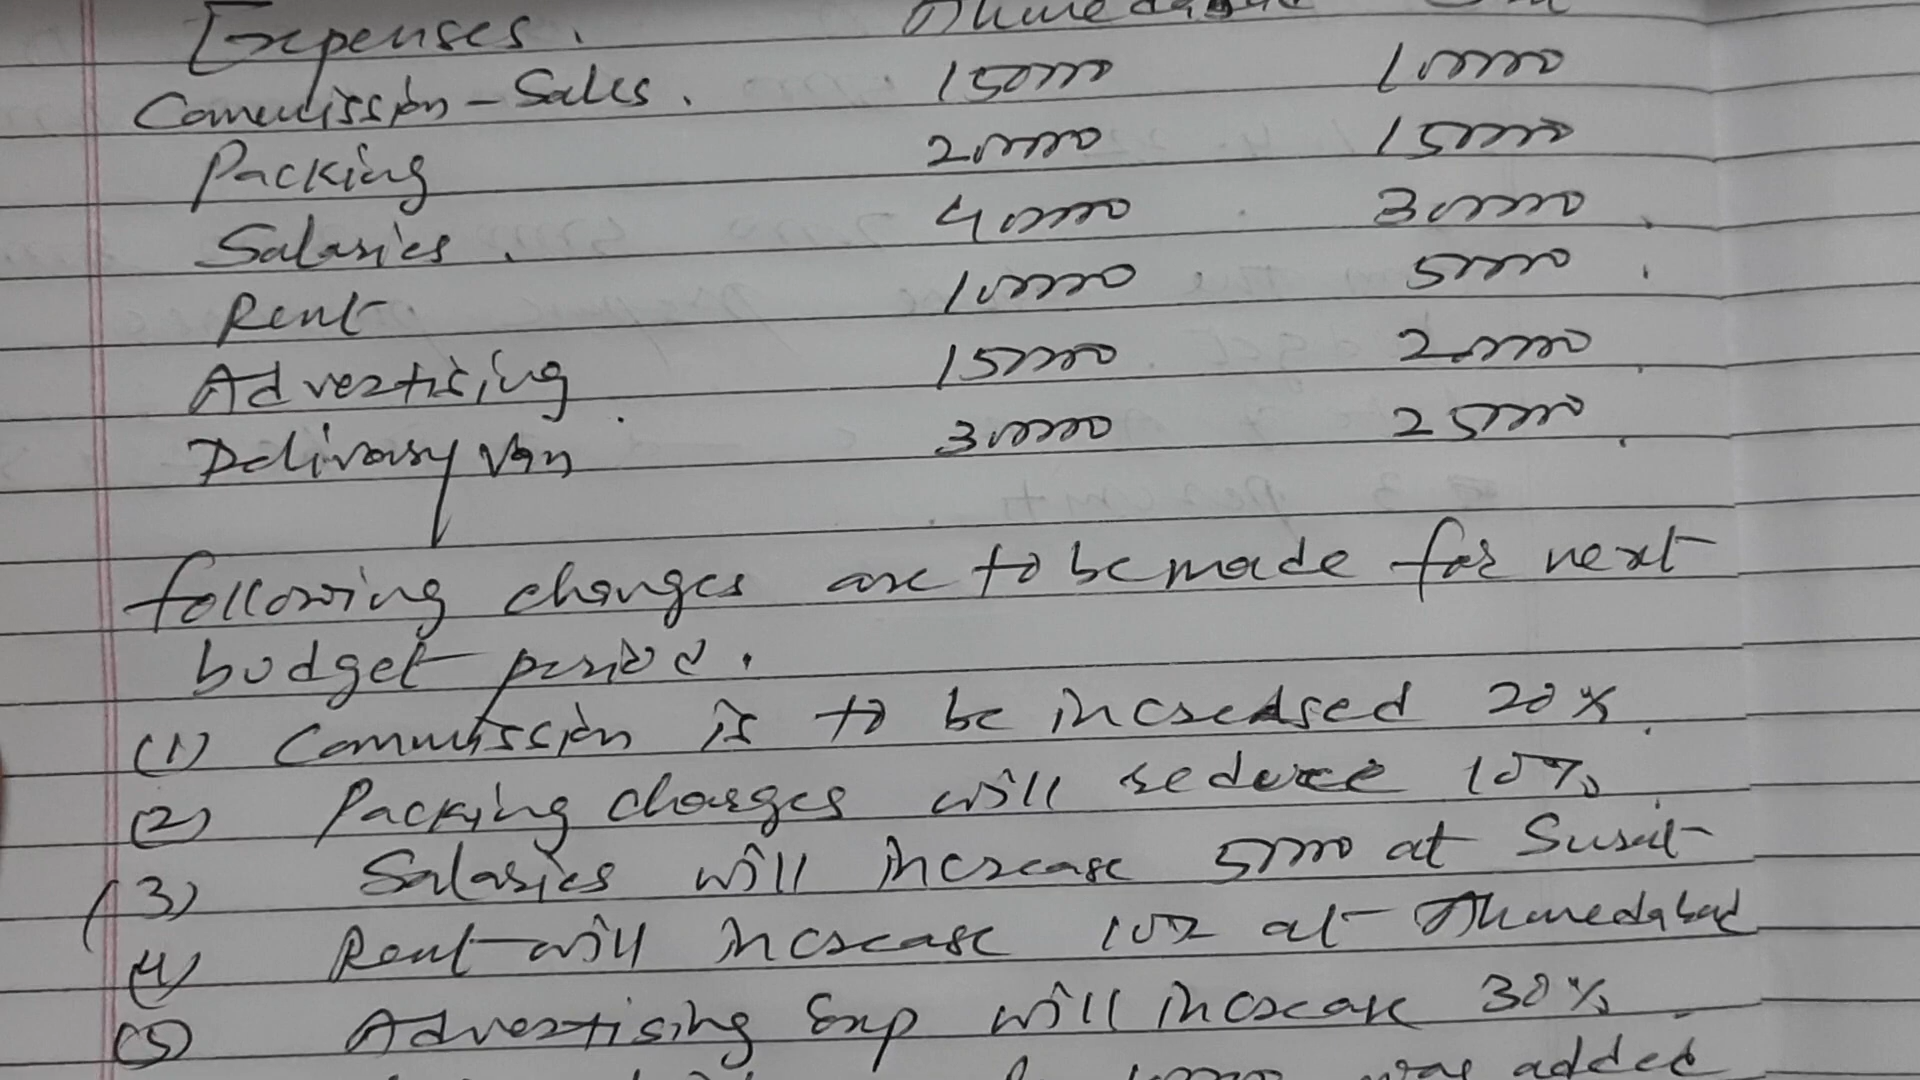 Expenses. Ahmedabad
Commission - Sales. 15000 10000
Packing 20000 15000
Salaries. 40000 30000
Rent 10000 5000
Advertising 15000 20000
Delivery Van 30000 25000
following changes are to be made for next
budget period.
(1) Commission is to be increased 20%
(2) Packing charges will reduce 10%
(3) Salaries will increase 5000 at Surat
(4) Rent will increase 10% at Ahmedabad
(5) Advertising Exp will increase 30%
was added